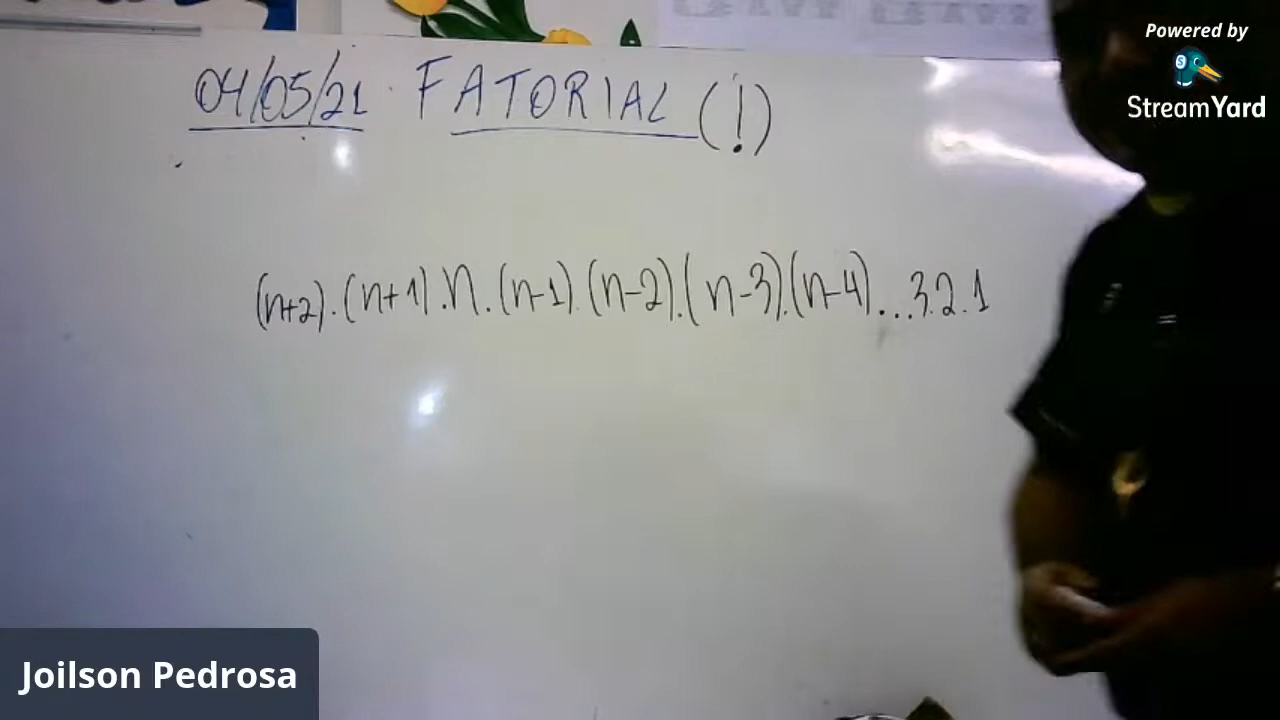 Powered by
StreamYard
04/05/21 FATORIAL (!)
(n+2).(n+1).n.(n-1).(n-2).(n-3).(n-4)...3.2.1
Joilson Pedrosa